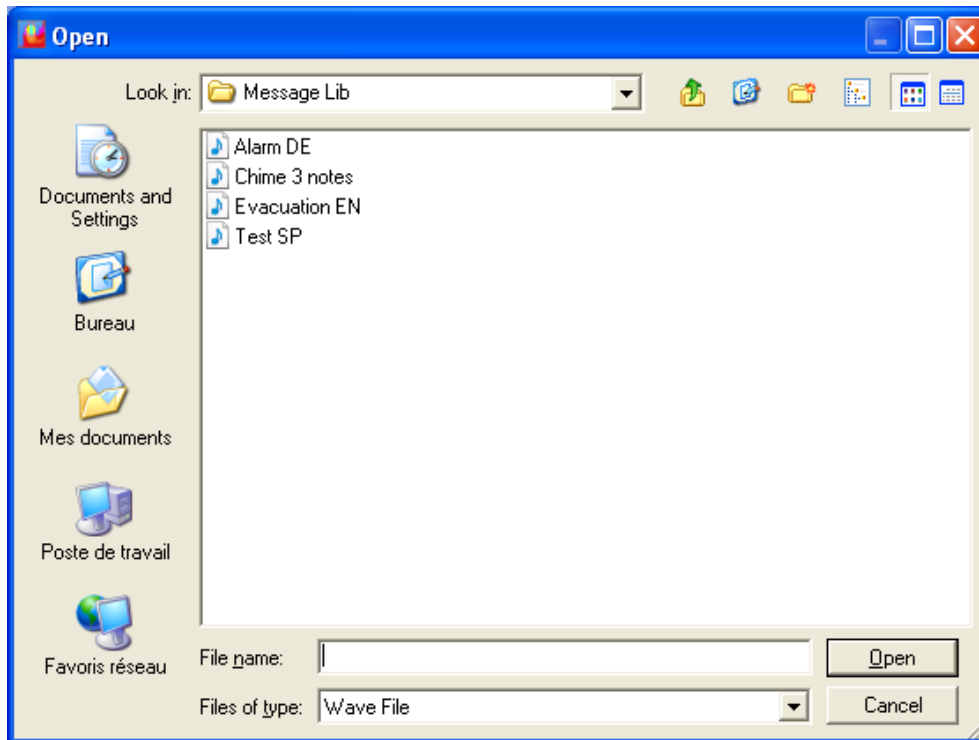 Open
Look in: Message Lib
Alarm DE
Chime 3 notes
Evacuation EN
Test SP
Documents and
Settings
Bureau
Mes documents
Poste de travail
Favoris réseau
File name:
Open
Files of type: Wave File
Cancel